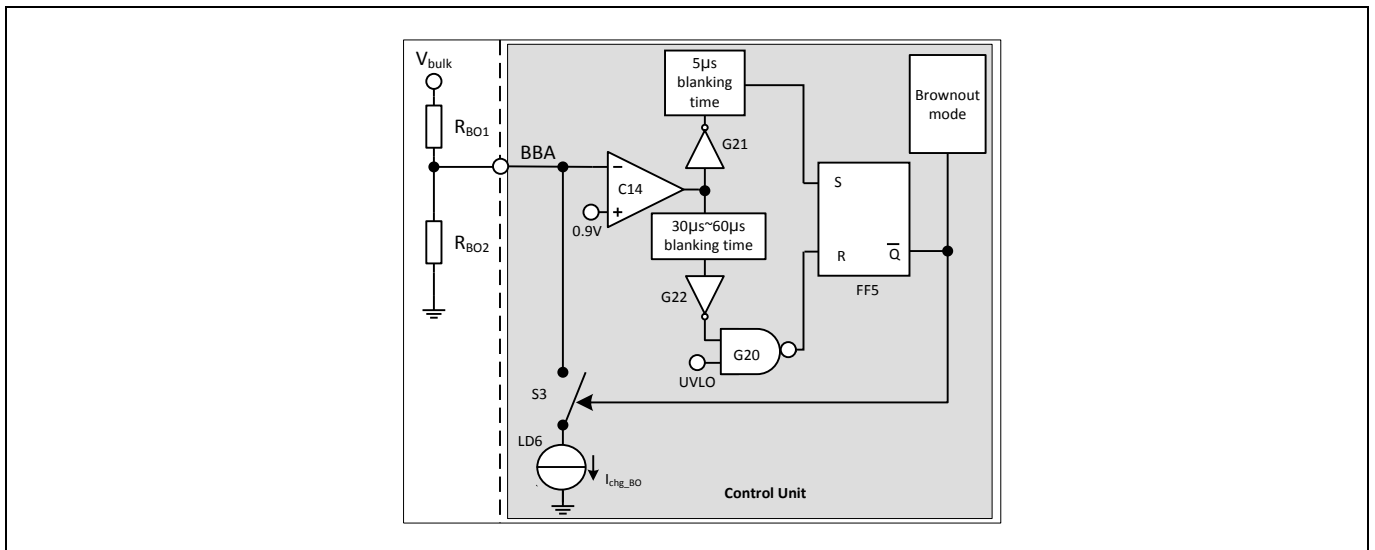 V_bulk
R_BO1
R_BO2
BBA
0.9V
−
+
C14
5µs
blanking
time
G21
30µs~60µs
blanking time
G22
G20
UVLO
S
R
Q̅
FF5
Brownout
mode
S3
LD6
I_chg_BO
Control Unit